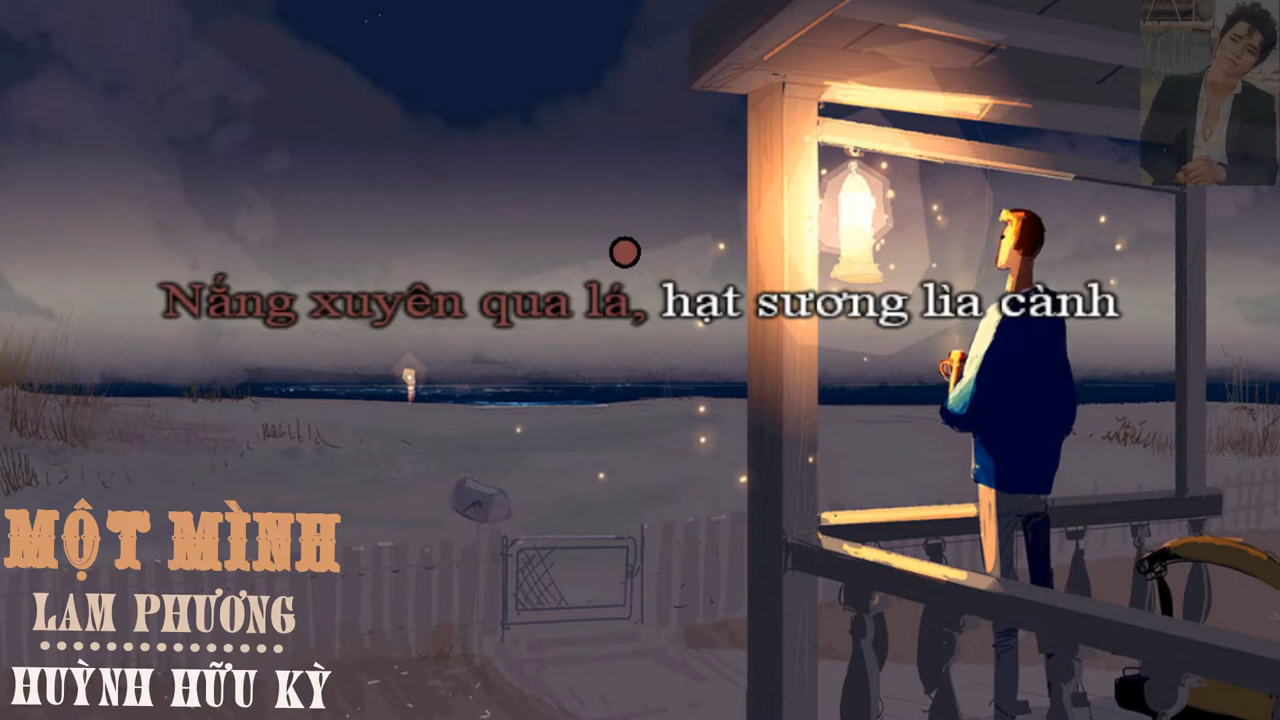 Nắng xuyên qua lá, hạt sương lìa cành
MỘT MÌNH
LAM PHƯƠNG
HUỲNH HỮU KỲ